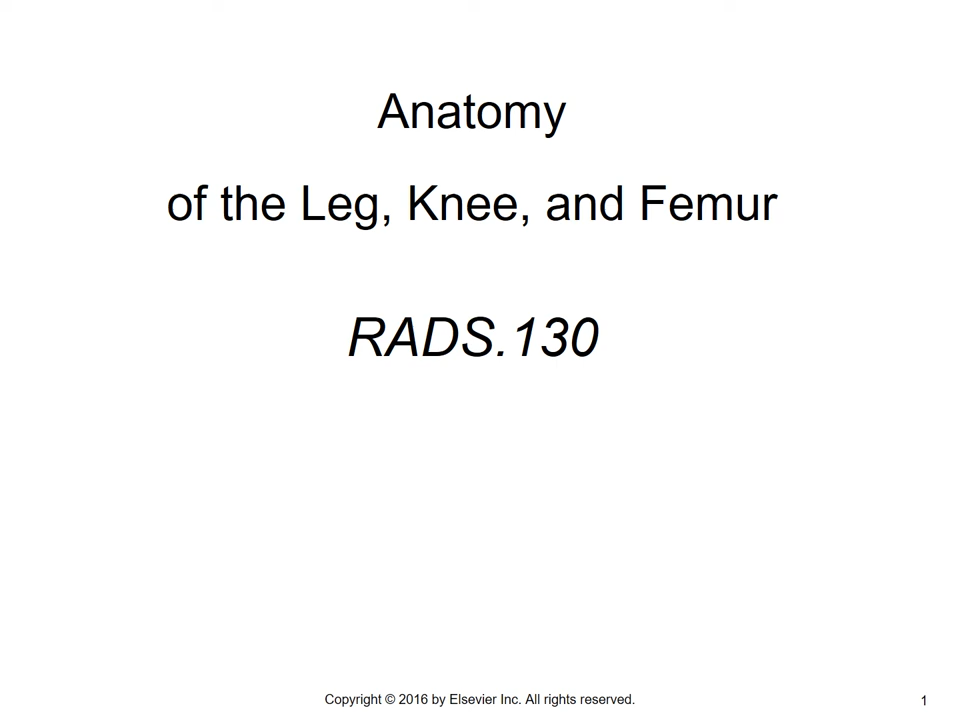 Anatomy
of the Leg, Knee, and Femur
RADS.130
Copyright © 2016 by Elsevier Inc. All rights reserved.
1